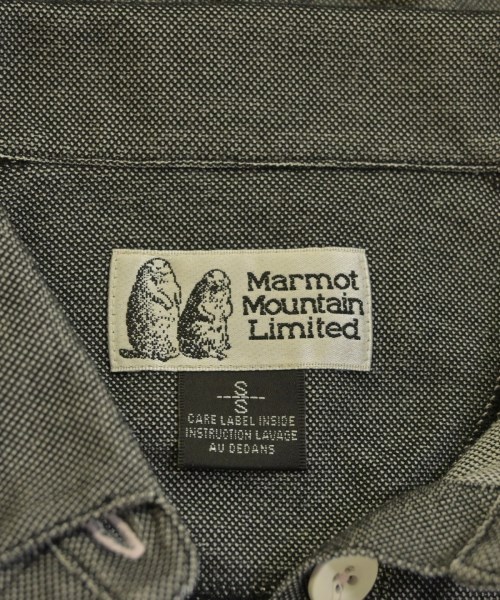 Marmot
Mountain
Limited
S
S
CARE LABEL INSIDE
INSTRUCTION LAVAGE
AU DEDANS